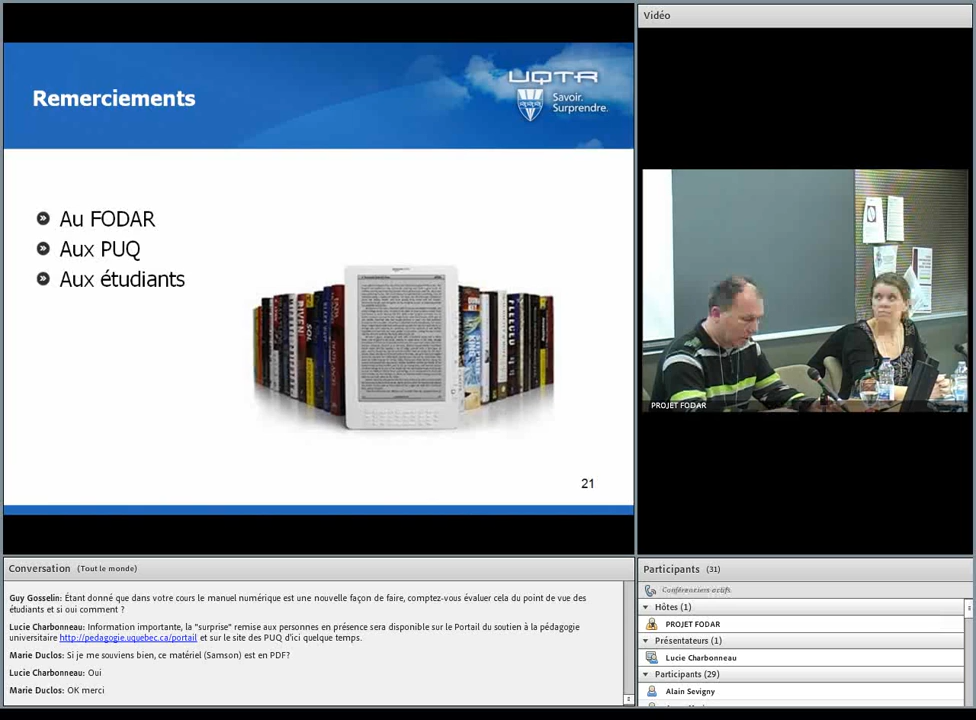 Remerciements
UQTR
Savoir.
Surprendre.
Au FODAR
Aux PUQ
Aux étudiants
21
Vidéo
PROJET FODAR
Conversation (Tout le monde)
Guy Gosselin: Étant donné que dans votre cours le manuel numérique est une nouvelle façon de faire, comptez-vous évaluer cela du point de vue des
étudiants et si oui comment ?
Lucie Charbonneau: Information importante, la "surprise" remise aux personnes en présence sera disponible sur le Portail du soutien à la pédagogie
universitaire http://pedagogie.uquebec.ca/portail et sur le site des PUQ d'ici quelque temps.
Marie Duclos: Si je me souviens bien, ce matériel (Samson) est en PDF?
Lucie Charbonneau: Oui
Marie Duclos: OK merci
Participants (31)
Conférenciers actifs
Hôtes (1)
PROJET FODAR
Présentateurs (1)
Lucie Charbonneau
Participants (29)
Alain Sevigny